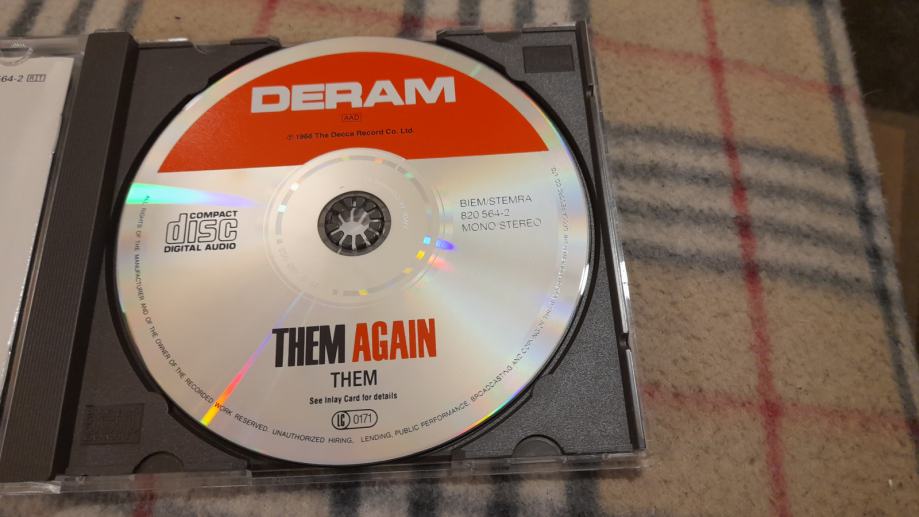 564-2
DERAM
AAD
℗ 1966 The Decca Record Co. Ltd.
COMPACT
disc
DIGITAL AUDIO
BIEM/STEMRA
820 564-2
MONO/STEREO
THEM AGAIN
THEM
See Inlay Card for details
LC 0171
ALL RIGHTS OF THE MANUFACTURER AND OF THE OWNER OF THE RECORDED WORK RESERVED. UNAUTHORIZED HIRING, LENDING, PUBLIC PERFORMANCE, BROADCASTING AND COPYING OF THIS